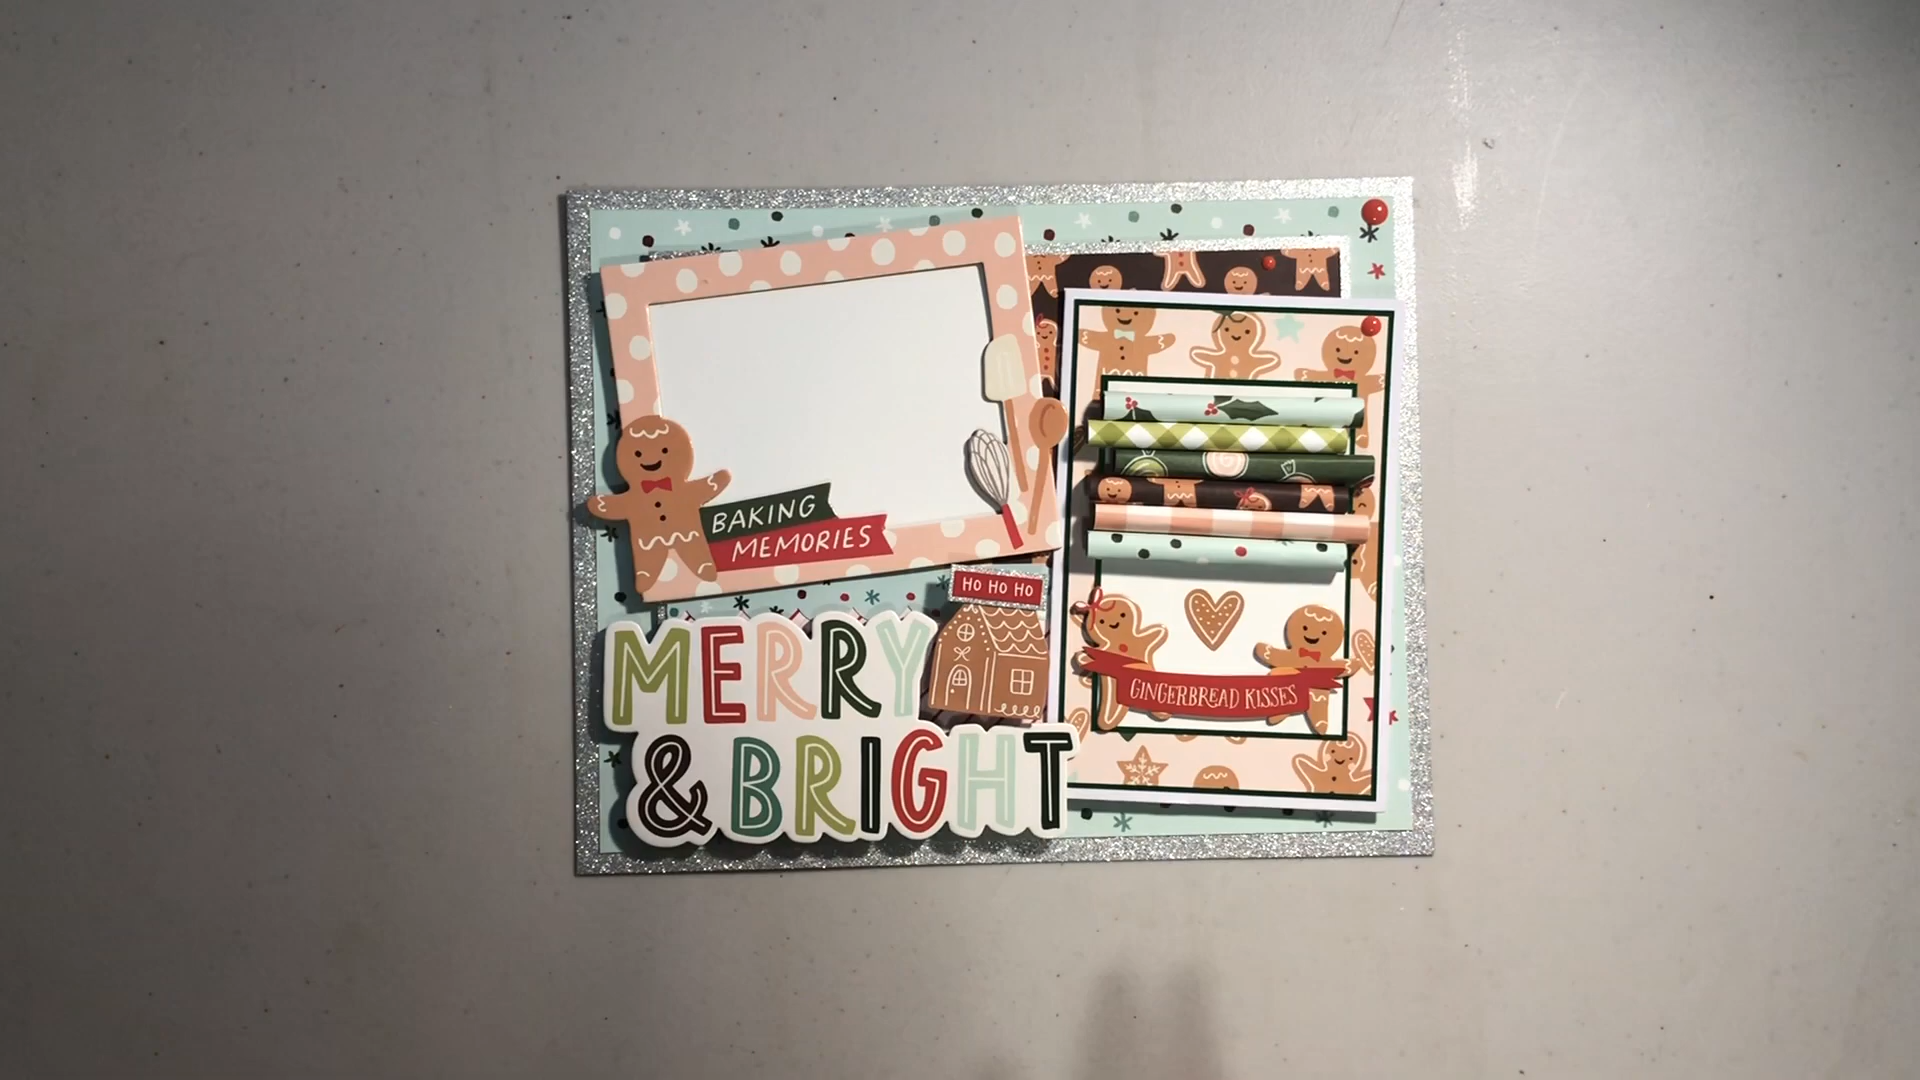 BAKING
MEMORIES
HO HO HO
MERRY
& BRIGHT
GINGERBREAD KISSES